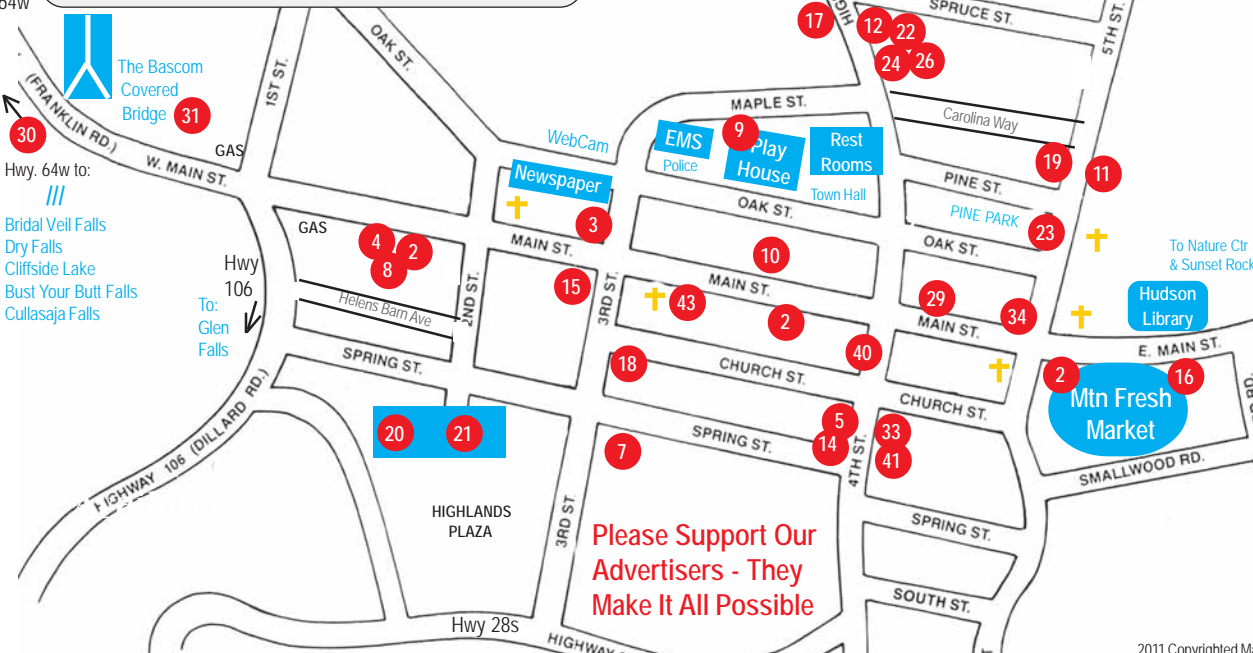 64w
The Bascom
Covered
Bridge
31
30
(FRANKLIN RD.)
W. MAIN ST.
GAS
1ST ST.
OAK ST.
Hwy. 64w to:
///
Bridal Veil Falls
Dry Falls
Cliffside Lake
Bust Your Butt Falls
Cullasaja Falls
Hwy
106
To:
Glen
Falls
GAS
4
2
8
Helens Barn Ave
2ND ST.
SPRING ST.
HIGHWAY 106 (DILLARD RD.)
20
21
HIGHLANDS
PLAZA
Hwy 28s
WebCam
Newspaper
3
MAIN ST.
15
3RD ST.
18
7
3RD ST.
MAPLE ST.
EMS
Police
9
Play
House
Rest
Rooms
Town Hall
OAK ST.
10
MAIN ST.
43
2
40
CHURCH ST.
5
14
SPRING ST.
4TH ST.
33
41
Please Support Our
Advertisers - They
Make It All Possible
17
12
22
24
26
SPRUCE ST.
5TH ST.
Carolina Way
19
11
PINE ST.
PINE PARK
23
OAK ST.
29
34
MAIN ST.
CHURCH ST.
SPRING ST.
SOUTH ST.
To Nature Ctr
& Sunset Rock
Hudson
Library
E. MAIN ST.
2
16
Mtn Fresh
Market
SMALLWOOD RD.